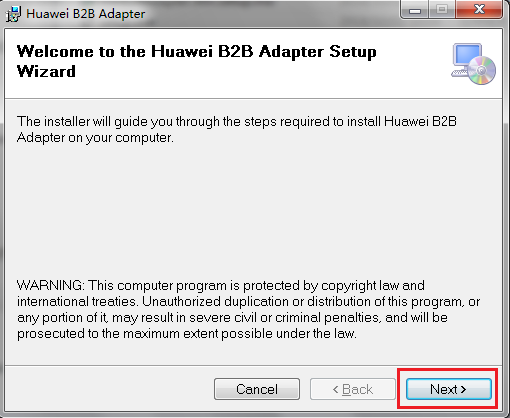 Huawei B2B Adapter
Welcome to the Huawei B2B Adapter Setup
Wizard
The installer will guide you through the steps required to install Huawei B2B
Adapter on your computer.
WARNING: This computer program is protected by copyright law and
international treaties. Unauthorized duplication or distribution of this program, or
any portion of it, may result in severe civil or criminal penalties, and will be
prosecuted to the maximum extent possible under the law.
Cancel
< Back
Next >